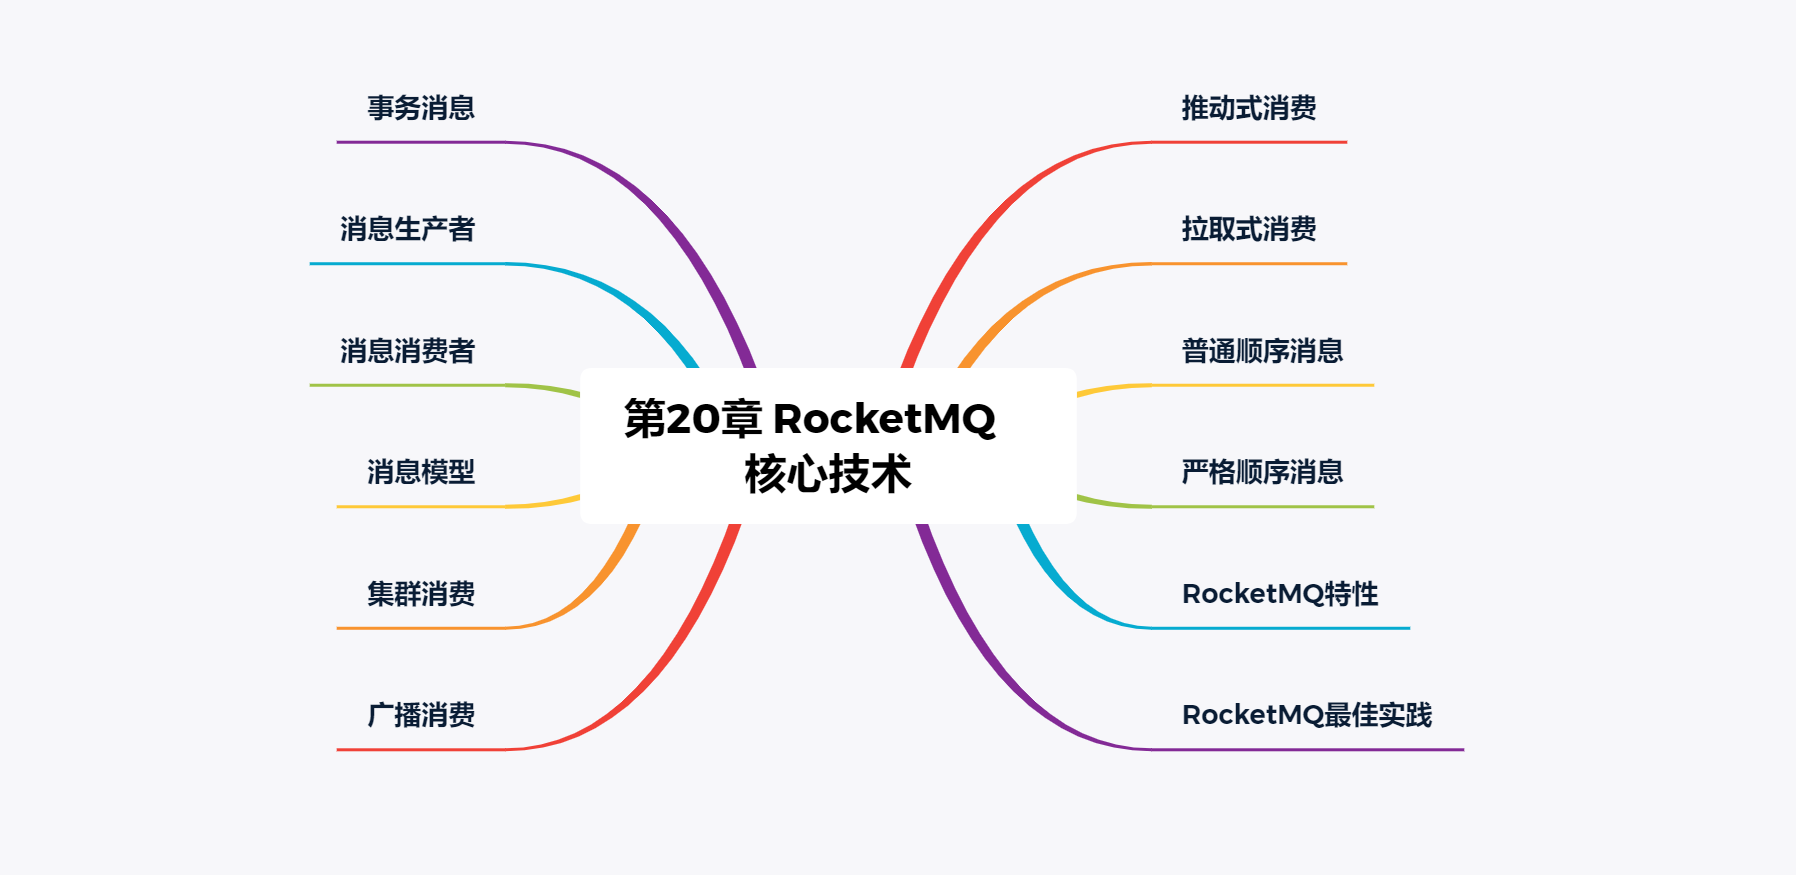 第20章 RocketMQ
核心技术
事务消息
消息生产者
消息消费者
消息模型
集群消费
广播消费
推动式消费
拉取式消费
普通顺序消息
严格顺序消息
RocketMQ特性
RocketMQ最佳实践